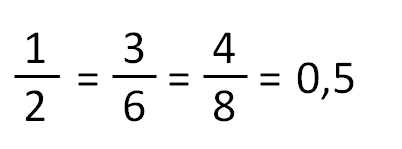 1/2 = 3/6 = 4/8 = 0,5